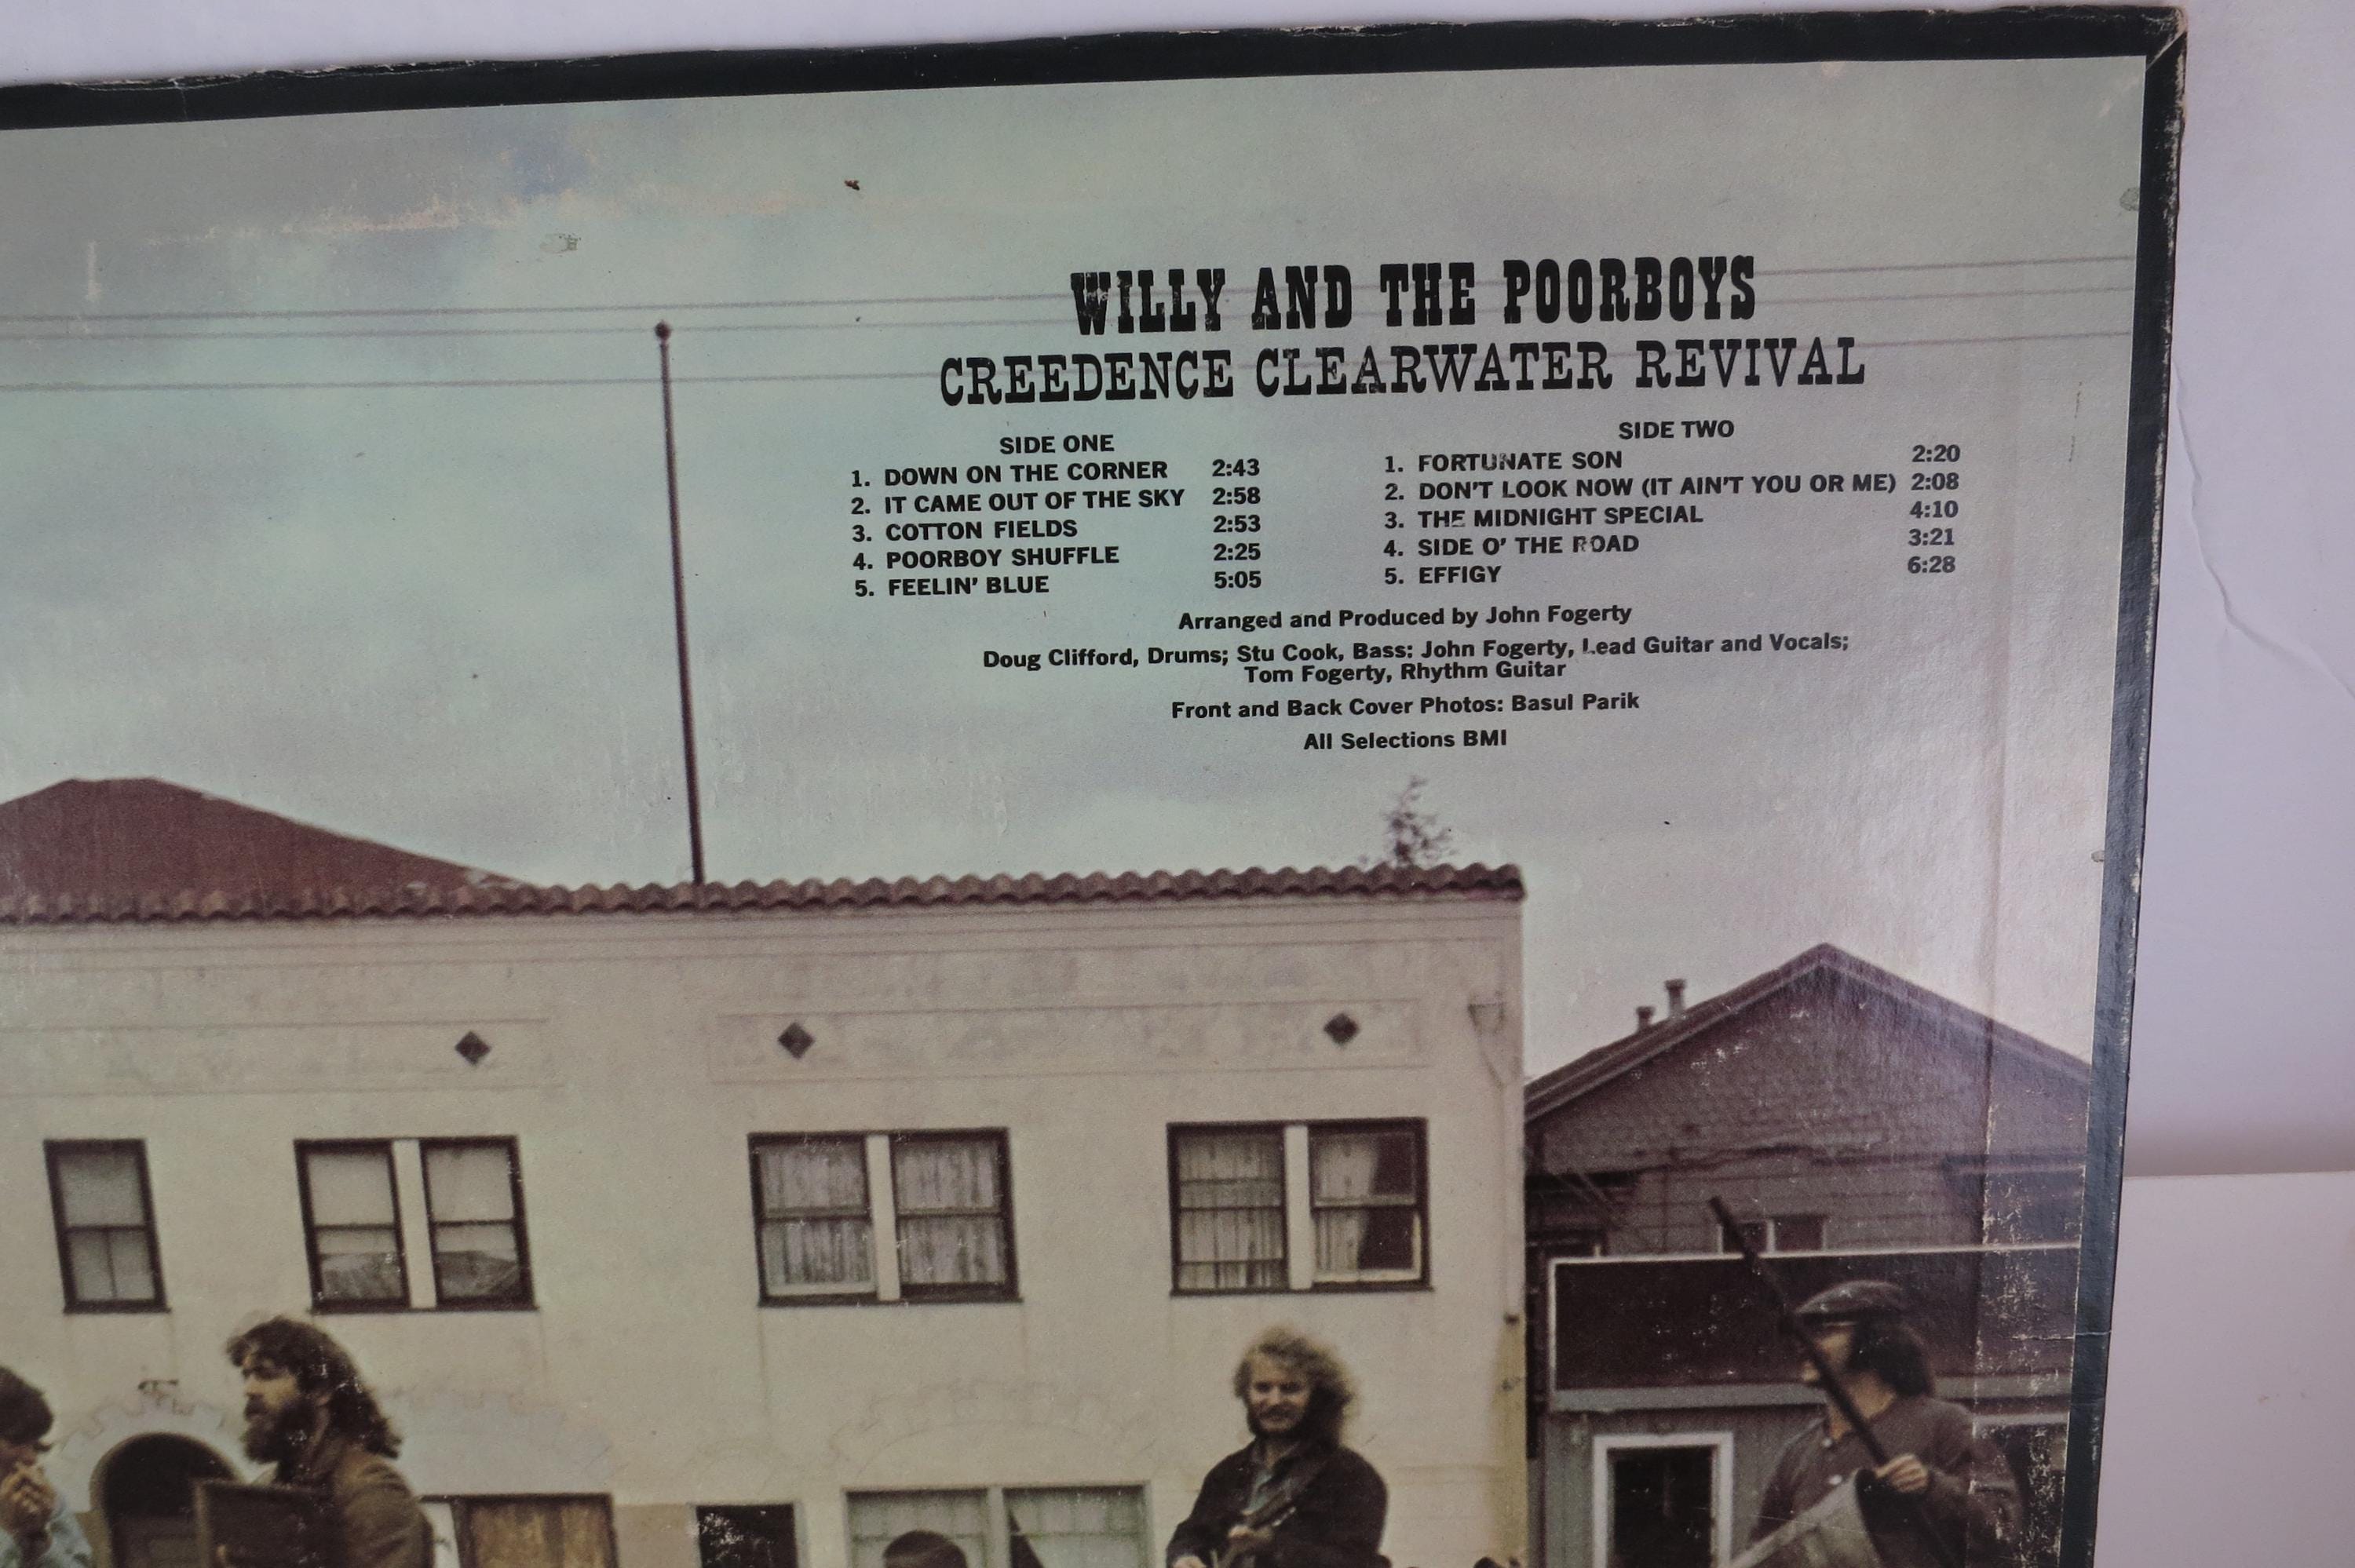 WILLY AND THE POORBOYS
CREEDENCE CLEARWATER REVIVAL
SIDE ONE
1. DOWN ON THE CORNER 2:43
2. IT CAME OUT OF THE SKY 2:58
3. COTTON FIELDS 2:53
4. POORBOY SHUFFLE 2:25
5. FEELIN' BLUE 5:05
SIDE TWO
1. FORTUNATE SON 2:20
2. DON'T LOOK NOW (IT AIN'T YOU OR ME) 2:08
3. THE MIDNIGHT SPECIAL 4:10
4. SIDE O' THE ROAD 3:21
5. EFFIGY 6:28
Arranged and Produced by John Fogerty
Doug Clifford, Drums; Stu Cook, Bass: John Fogerty, Lead Guitar and Vocals;
Tom Fogerty, Rhythm Guitar
Front and Back Cover Photos: Basul Parik
All Selections BMI